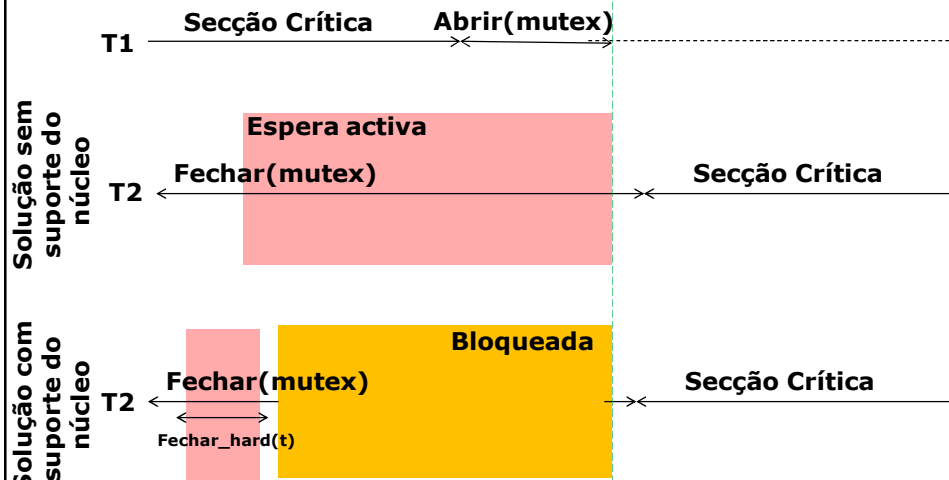 Secção Crítica
Abrir(mutex)
T1
Solução sem
suporte do
núcleo
Espera activa
Fechar(mutex)
T2
Secção Crítica
Solução com
suporte do
núcleo
Bloqueada
Fechar(mutex)
T2
Secção Crítica
Fechar_hard(t)